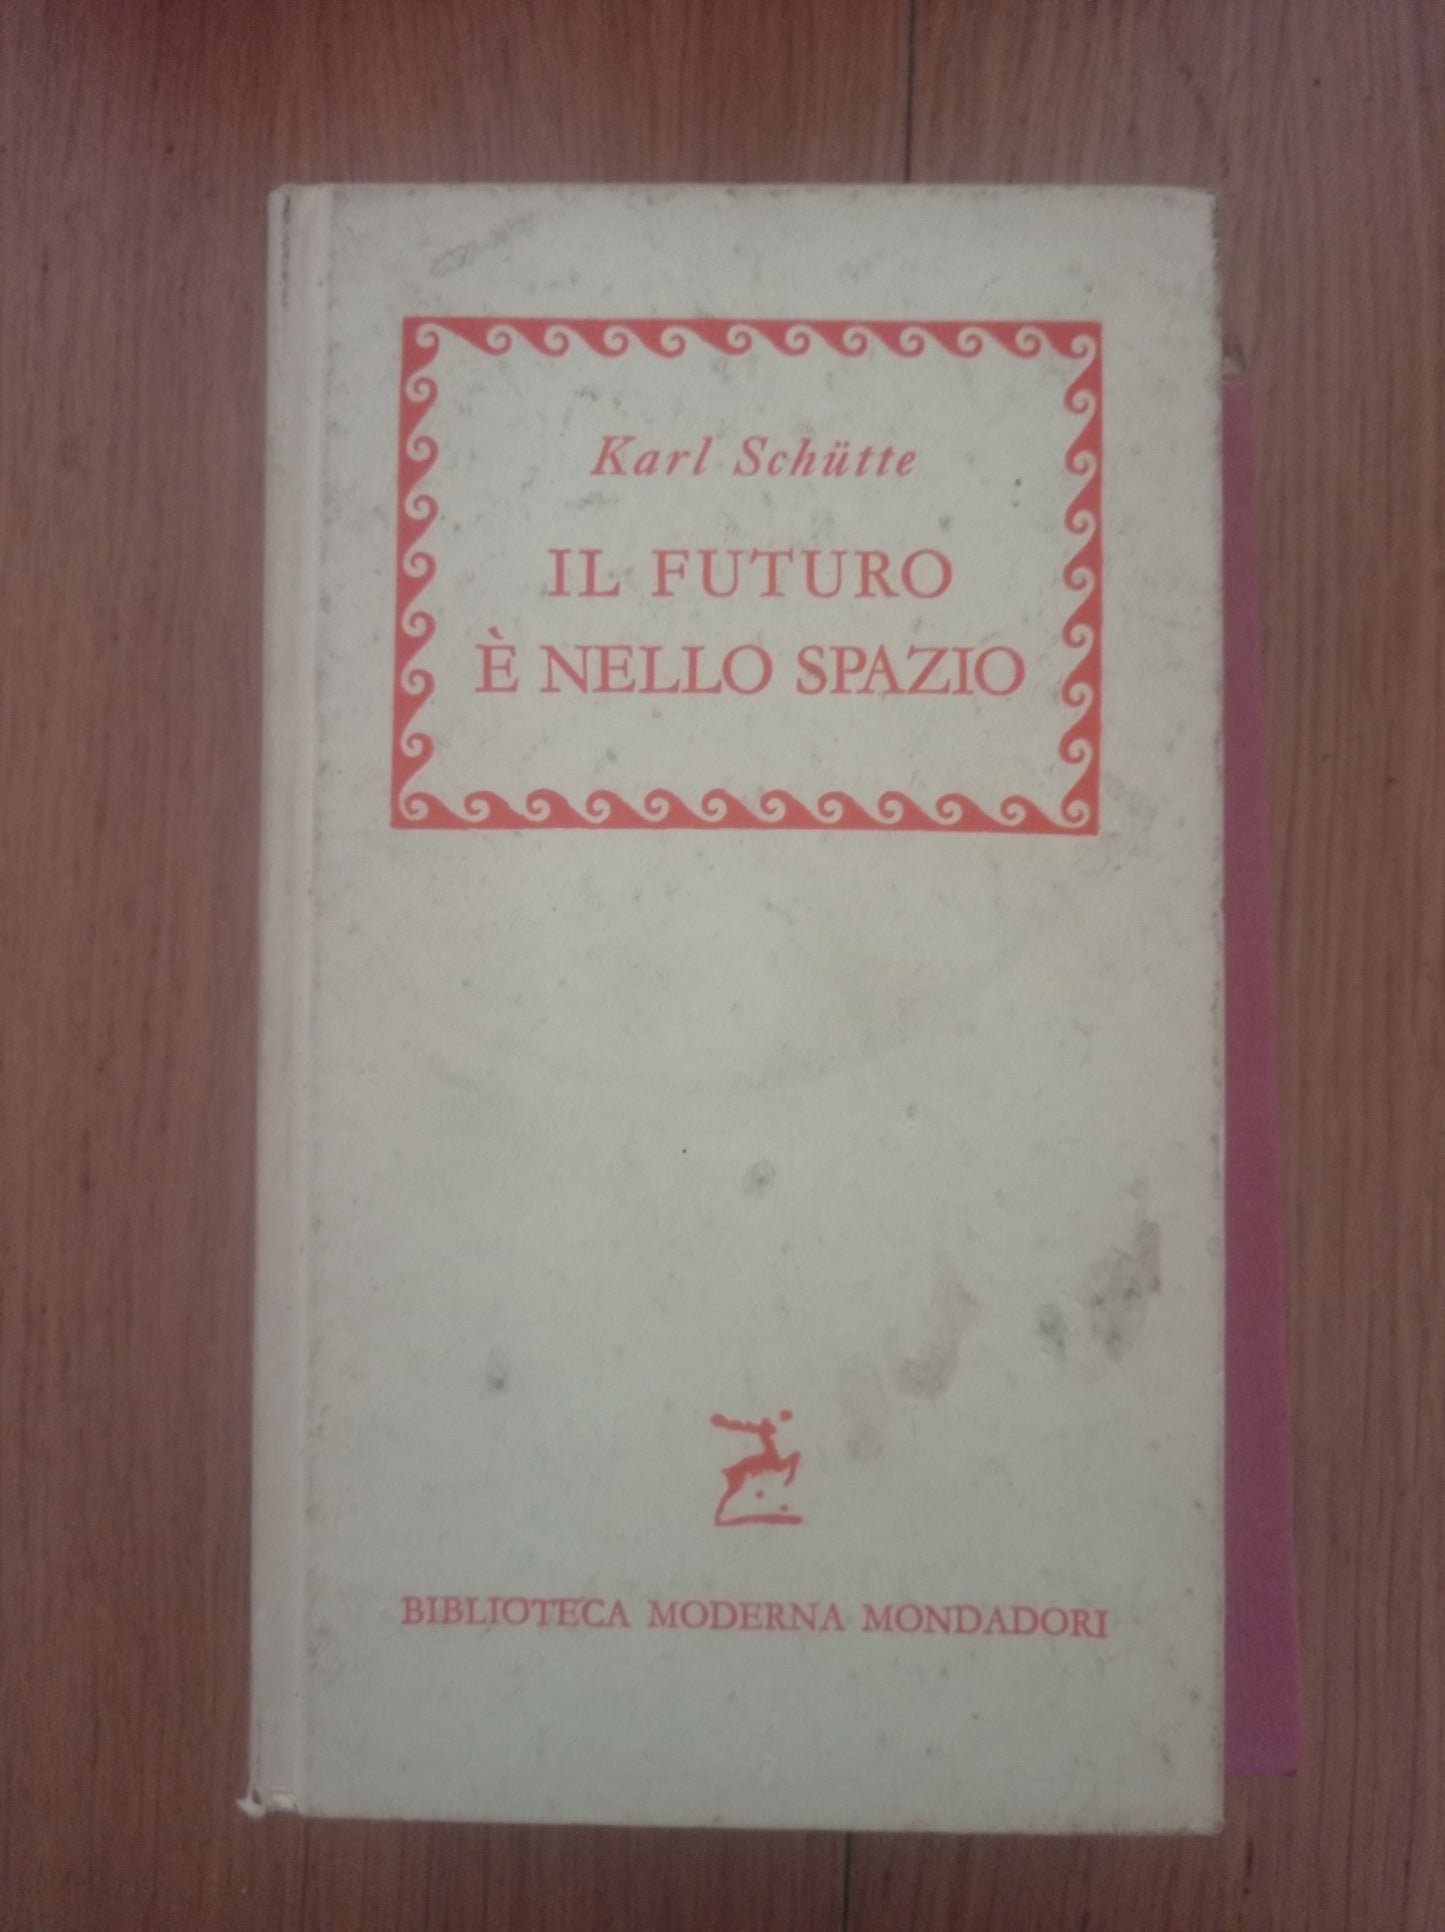 Karl Schütte
IL FUTURO
È NELLO SPAZIO
BIBLIOTECA MODERNA MONDADORI